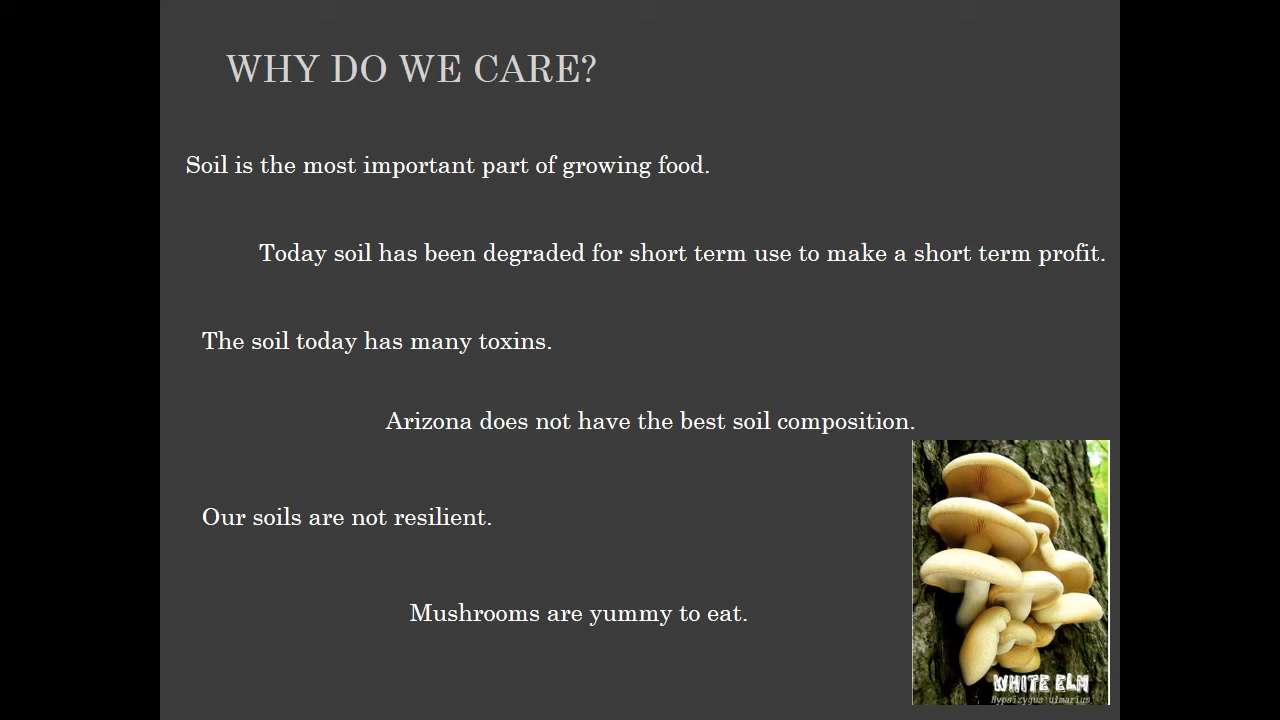 WHY DO WE CARE?
Soil is the most important part of growing food.
Today soil has been degraded for short term use to make a short term profit.
The soil today has many toxins.
Arizona does not have the best soil composition.
Our soils are not resilient.
Mushrooms are yummy to eat.
WHITE ELM
Hypsizygus ulmarius